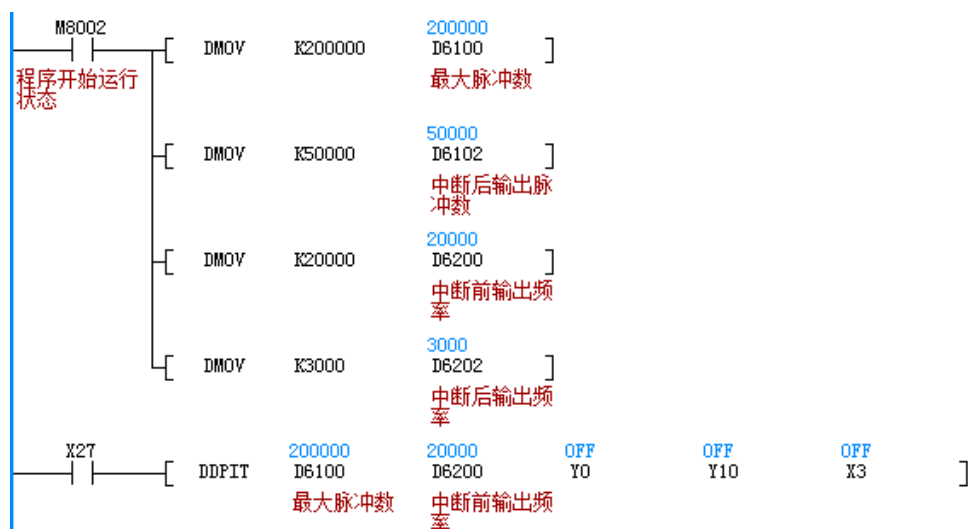 M8002
程序开始运行
状态
200000
[ DMOV K200000 D6100 ]
最大脉冲数
50000
[ DMOV K50000 D6102 ]
中断后输出脉
冲数
20000
[ DMOV K20000 D6200 ]
中断前输出频
率
3000
[ DMOV K3000 D6202 ]
中断后输出频
率
X27 200000 20000 OFF OFF OFF
[ DDPIT D6100 D6200 Y0 Y10 X3 ]
最大脉冲数 中断前输出频
率